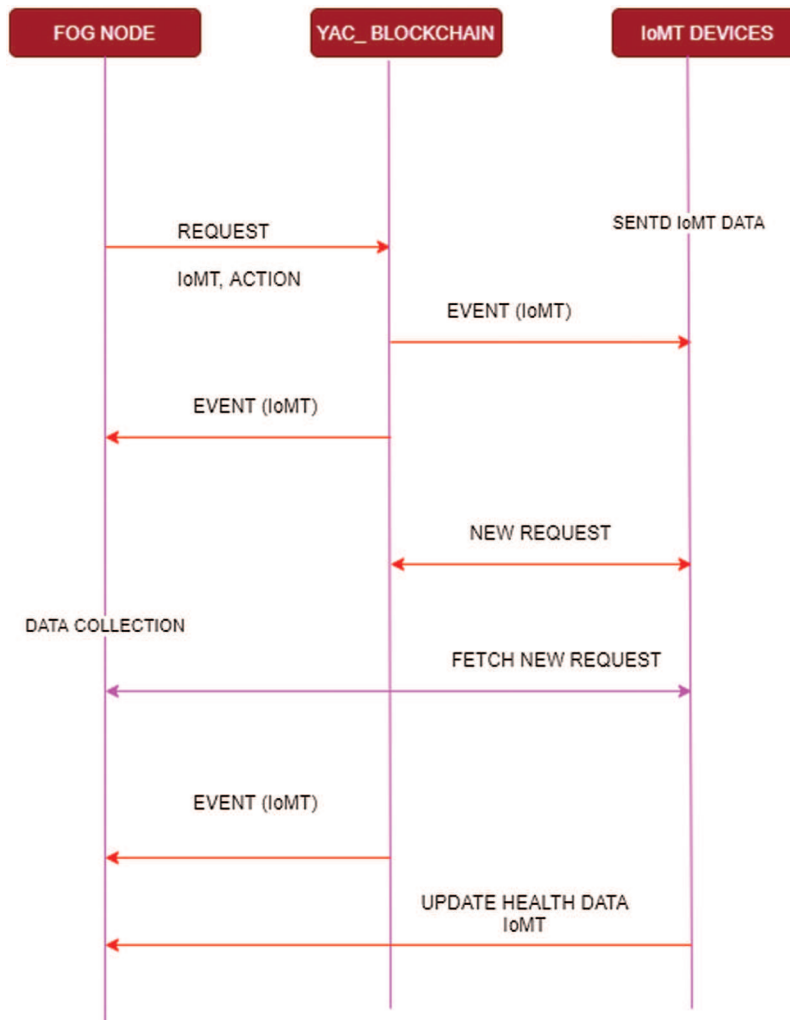 FOG NODE
YAC_ BLOCKCHAIN
IoMT DEVICES
SENTD IoMT DATA
REQUEST
IoMT, ACTION
EVENT (IoMT)
EVENT (IoMT)
NEW REQUEST
DATA COLLECTION
FETCH NEW REQUEST
EVENT (IoMT)
UPDATE HEALTH DATA
IoMT